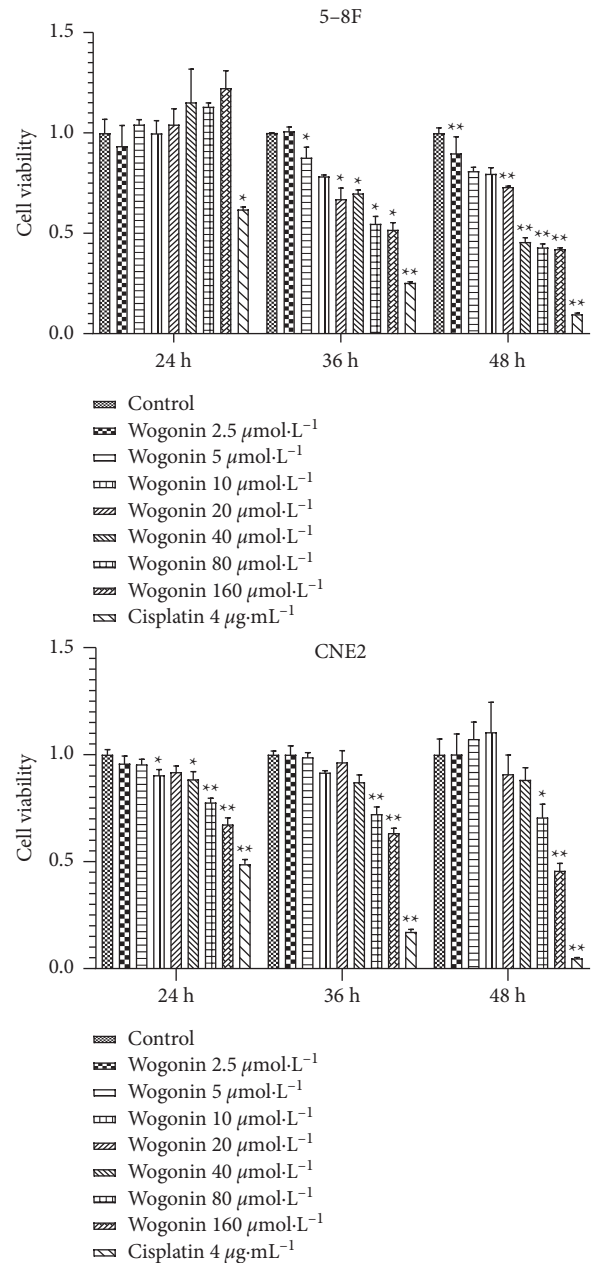 5–8F
1.5
1.0
0.5
0.0
Cell viability
* * * * * * ** ** ** ** ** ** **
24 h 36 h 48 h
Control
Wogonin 2.5 μmol·L⁻¹
Wogonin 5 μmol·L⁻¹
Wogonin 10 μmol·L⁻¹
Wogonin 20 μmol·L⁻¹
Wogonin 40 μmol·L⁻¹
Wogonin 80 μmol·L⁻¹
Wogonin 160 μmol·L⁻¹
Cisplatin 4 μg·mL⁻¹
CNE2
1.5
1.0
0.5
0.0
Cell viability
* * ** ** ** ** ** ** * ** **
24 h 36 h 48 h
Control
Wogonin 2.5 μmol·L⁻¹
Wogonin 5 μmol·L⁻¹
Wogonin 10 μmol·L⁻¹
Wogonin 20 μmol·L⁻¹
Wogonin 40 μmol·L⁻¹
Wogonin 80 μmol·L⁻¹
Wogonin 160 μmol·L⁻¹
Cisplatin 4 μg·mL⁻¹